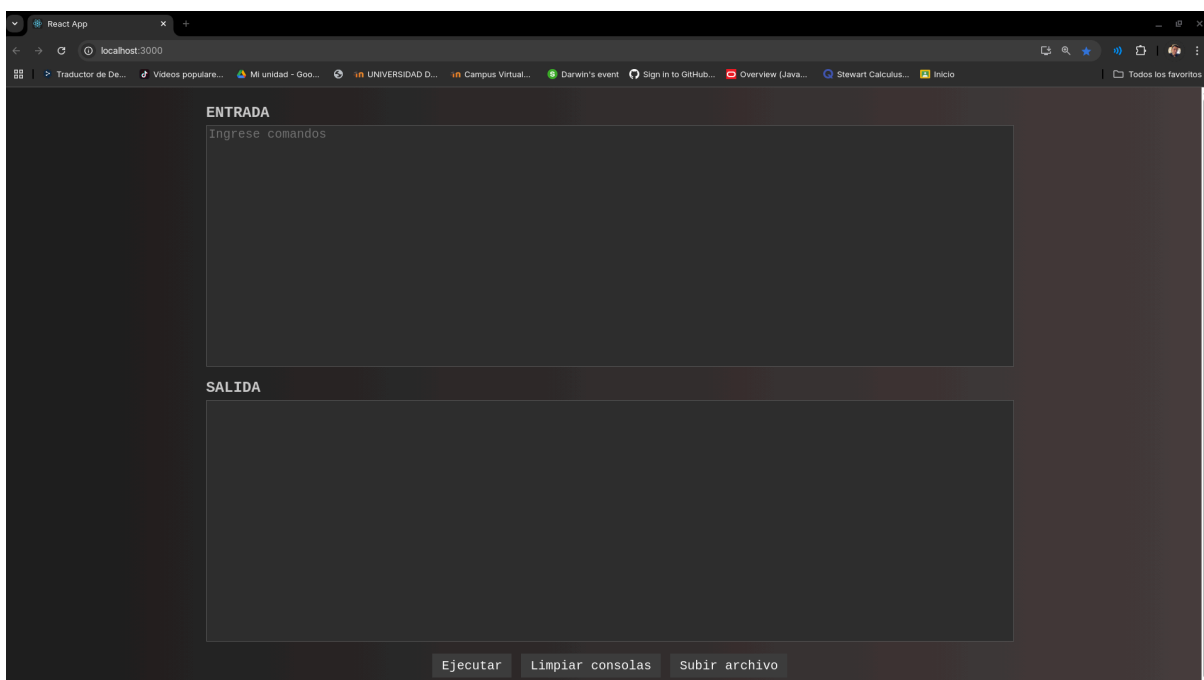 React App
localhost:3000
Traductor de De... Vídeos populare... Mi unidad - Goo... UNIVERSIDAD D... Campus Virtual... Darwin's event Sign in to GitHub... Overview (Java... Stewart Calculus... Inicio Todos los favoritos
ENTRADA
Ingrese comandos
SALIDA
Ejecutar Limpiar consolas Subir archivo